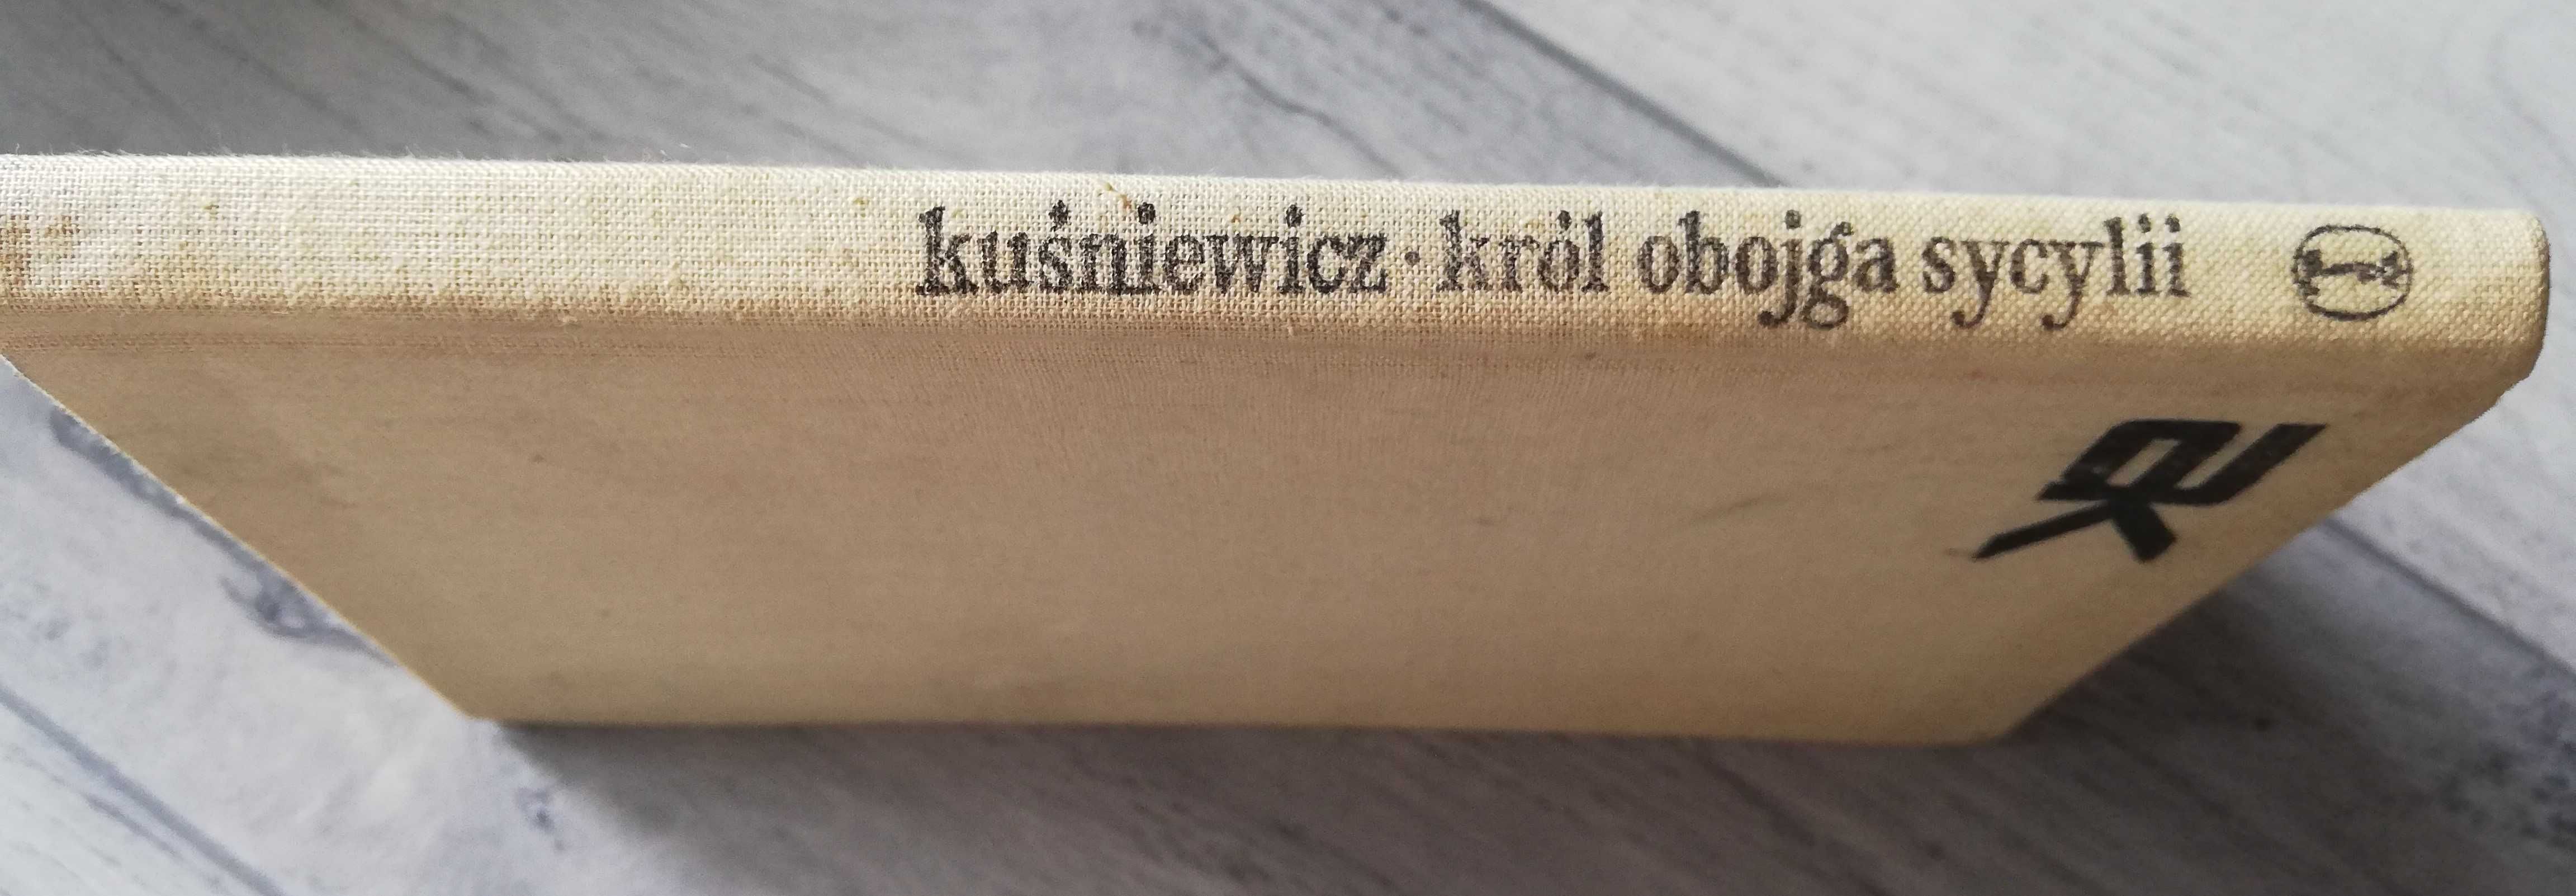 kuśniewicz · król obojga sycylii